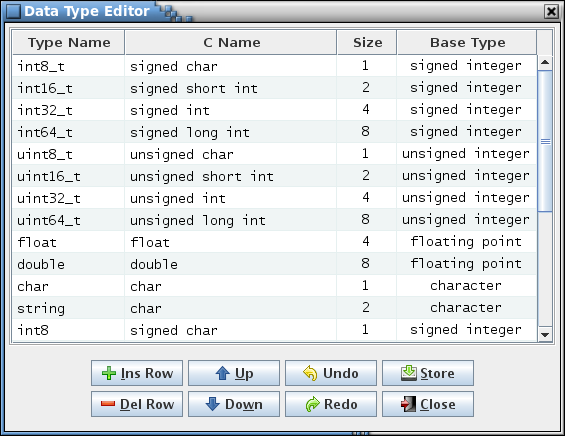 Data Type Editor
Type Name C Name Size Base Type
int8_t signed char 1 signed integer
int16_t signed short int 2 signed integer
int32_t signed int 4 signed integer
int64_t signed long int 8 signed integer
uint8_t unsigned char 1 unsigned integer
uint16_t unsigned short int 2 unsigned integer
uint32_t unsigned int 4 unsigned integer
uint64_t unsigned long int 8 unsigned integer
float float 4 floating point
double double 8 floating point
char char 1 character
string char 2 character
int8 signed char 1 signed integer
Ins Row Up Undo Store
Del Row Down Redo Close